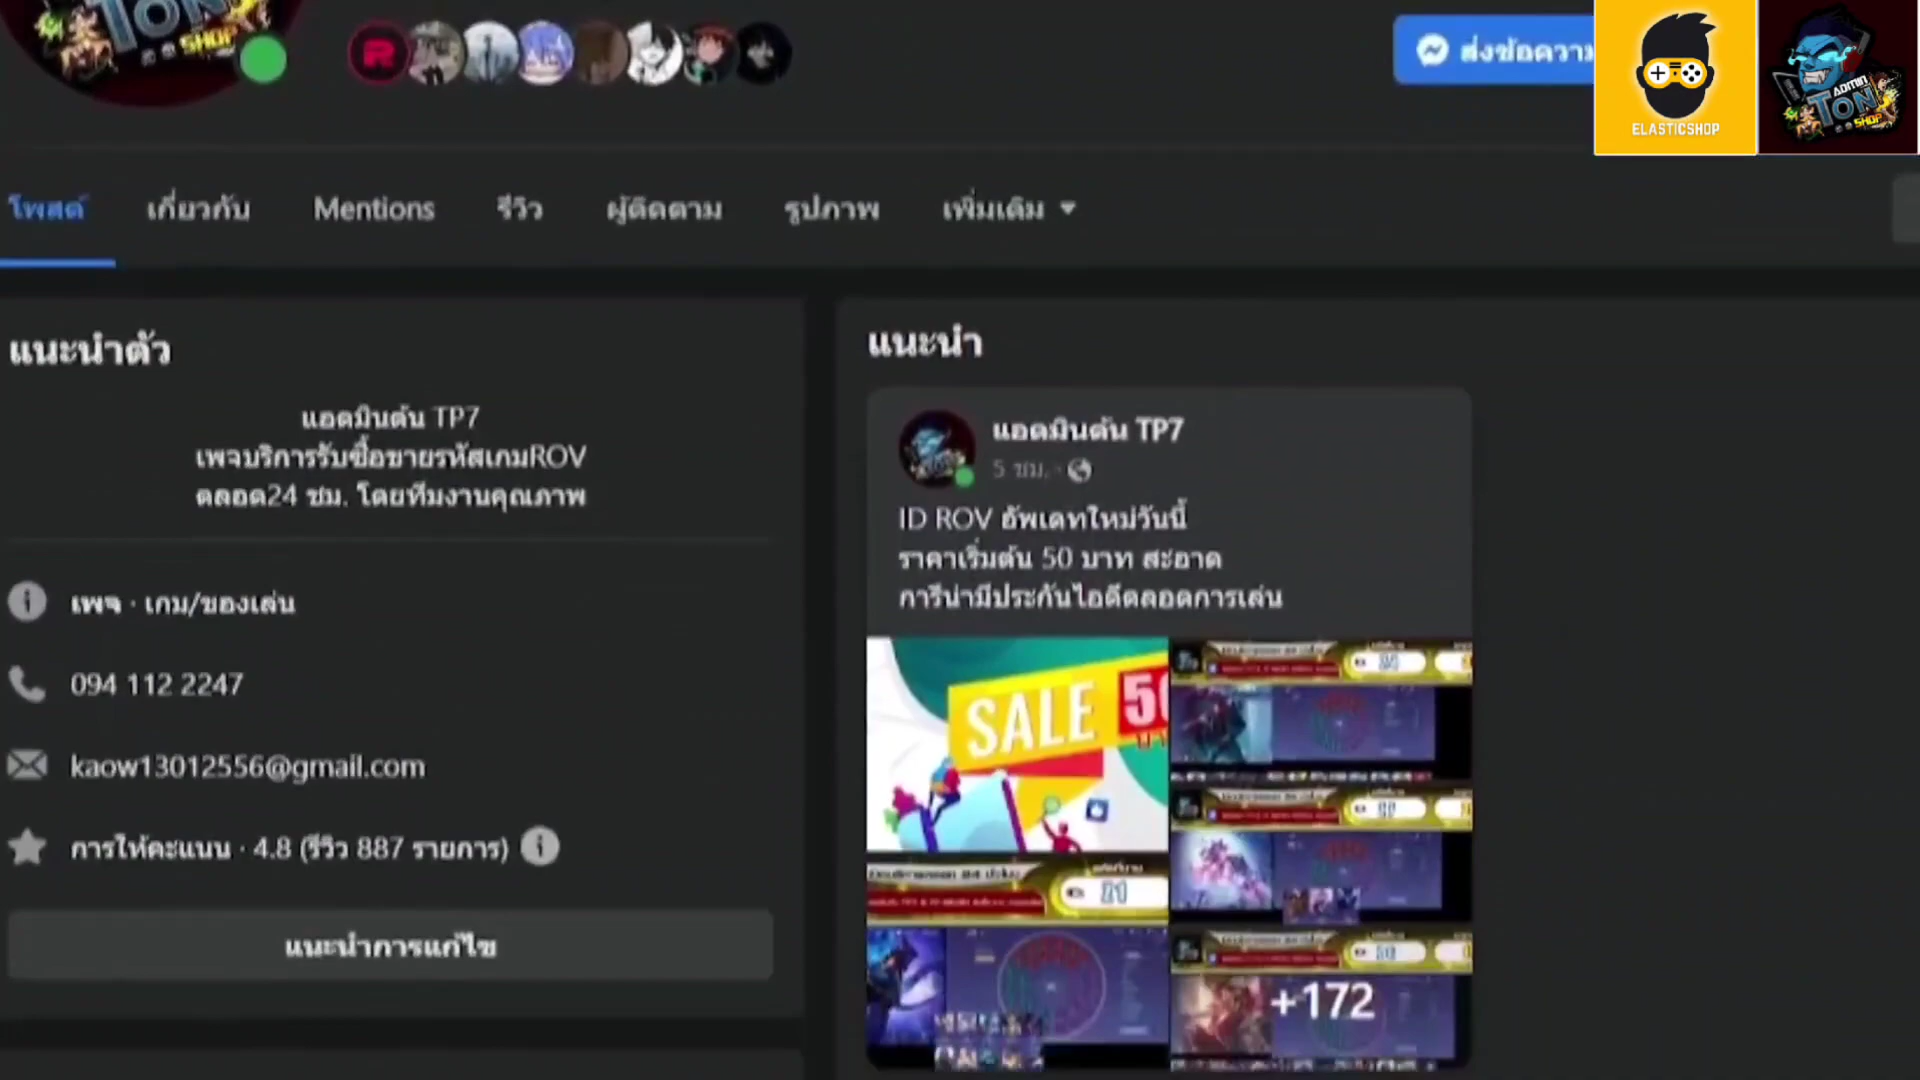 TON
SHOP
ส่งข้อความ
ELASTICSHOP
ADMIN
TON
SHOP
โพสต์
เกี่ยวกับ
Mentions
รีวิว
ผู้ติดตาม
รูปภาพ
เพิ่มเติม
แนะนำตัว
แอดมินต้น TP7
เพจบริการรับซื้อขายรหัสเกมROV
ตลอด24 ชม. โดยทีมงานคุณภาพ
เพจ · เกม/ของเล่น
094 112 2247
kaow13012556@gmail.com
การให้คะแนน · 4.8 (รีวิว 887 รายการ)
แนะนำการแก้ไข
แนะนำ
แอดมินต้น TP7
5 ชม. ·
ID ROV อัพเดทใหม่วันนี้
ราคาเริ่มต้น 50 บาท สะอาด
การีน่ามีประกันไอดีตลอดการเล่น
SALE 50
21
+172